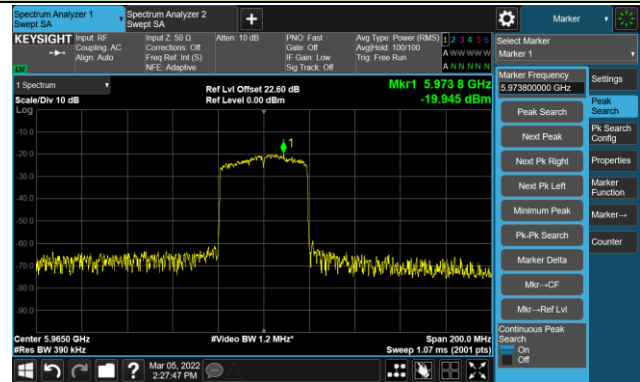 Spectrum Analyzer 1
Swept SA
Spectrum Analyzer 2
Swept SA
+
Marker
KEYSIGHT
Input: RF
Coupling: AC
Align: Auto
Input Z: 50 Ω
Corrections: Off
Freq Ref: Int (S)
NFE: Adaptive
Atten: 10 dB
PNO: Fast
Gate: Off
IF Gain: Low
Sig Track: Off
Avg Type: Power (RMS)
Avg|Hold: 100/100
Trig: Free Run
1 2 3 4 5 6
A W W W W W
A N N N N N
Select Marker
Marker 1
1 Spectrum
Scale/Div 10 dB
Log
Ref Lvl Offset 22.60 dB
Ref Level 0.00 dBm
Mkr1 5.973 8 GHz
-19.945 dBm
-10.0
-20.0
-30.0
-40.0
-50.0
-60.0
-70.0
-80.0
-90.0
1
Center 5.9650 GHz
#Res BW 390 kHz
#Video BW 1.2 MHz*
Span 200.0 MHz
Sweep 1.07 ms (2001 pts)
Marker Frequency
5.973800000 GHz
Peak Search
Next Peak
Next Pk Right
Next Pk Left
Minimum Peak
Pk-Pk Search
Marker Delta
Mkr→CF
Mkr→Ref Lvl
Continuous Peak
Search
On
Off
Settings
Peak
Search
Pk Search
Config
Properties
Marker
Function
Marker→
Counter
?
Mar 05, 2022
2:27:47 PM